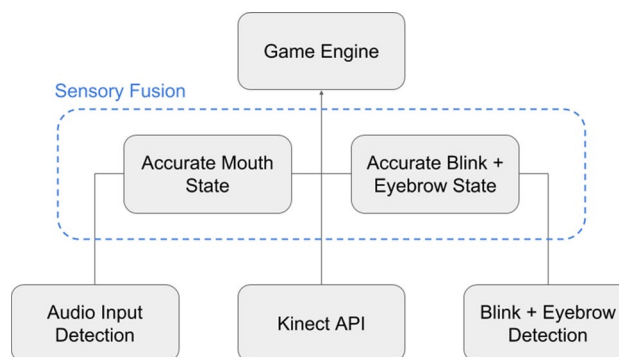 Game Engine
Sensory Fusion
Accurate Mouth
State
Accurate Blink +
Eyebrow State
Audio Input
Detection
Kinect API
Blink + Eyebrow
Detection